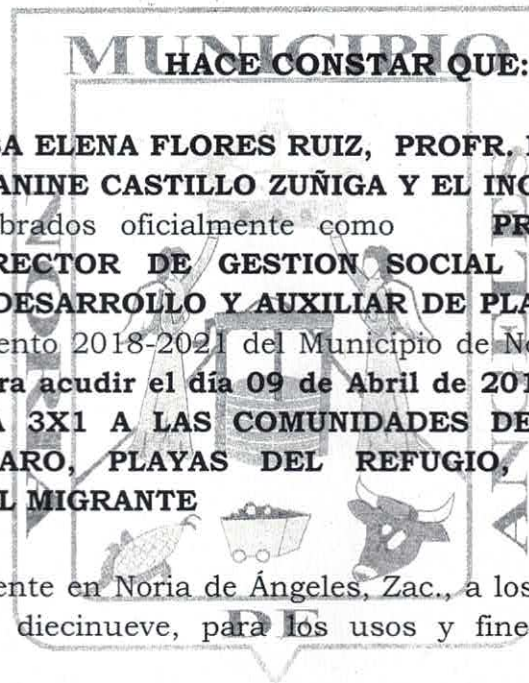 MUNICIPIO
HACE CONSTAR QUE:
A ELENA FLORES RUIZ, PROFR.
ANINE CASTILLO ZUÑIGA Y EL ING
brados oficialmente como PR
RECTOR DE GESTION SOCIAL
DESARROLLO Y AUXILIAR DE PLA
ento 2018-2021 del Municipio de No
ra acudir el día 09 de Abril de 201
A 3X1 A LAS COMUNIDADES DE
ARO, PLAYAS DEL REFUGIO,
L MIGRANTE
ente en Noria de Ángeles, Zac., a los
diecinueve, para los usos y fine
DE
NORIA
ANGELES